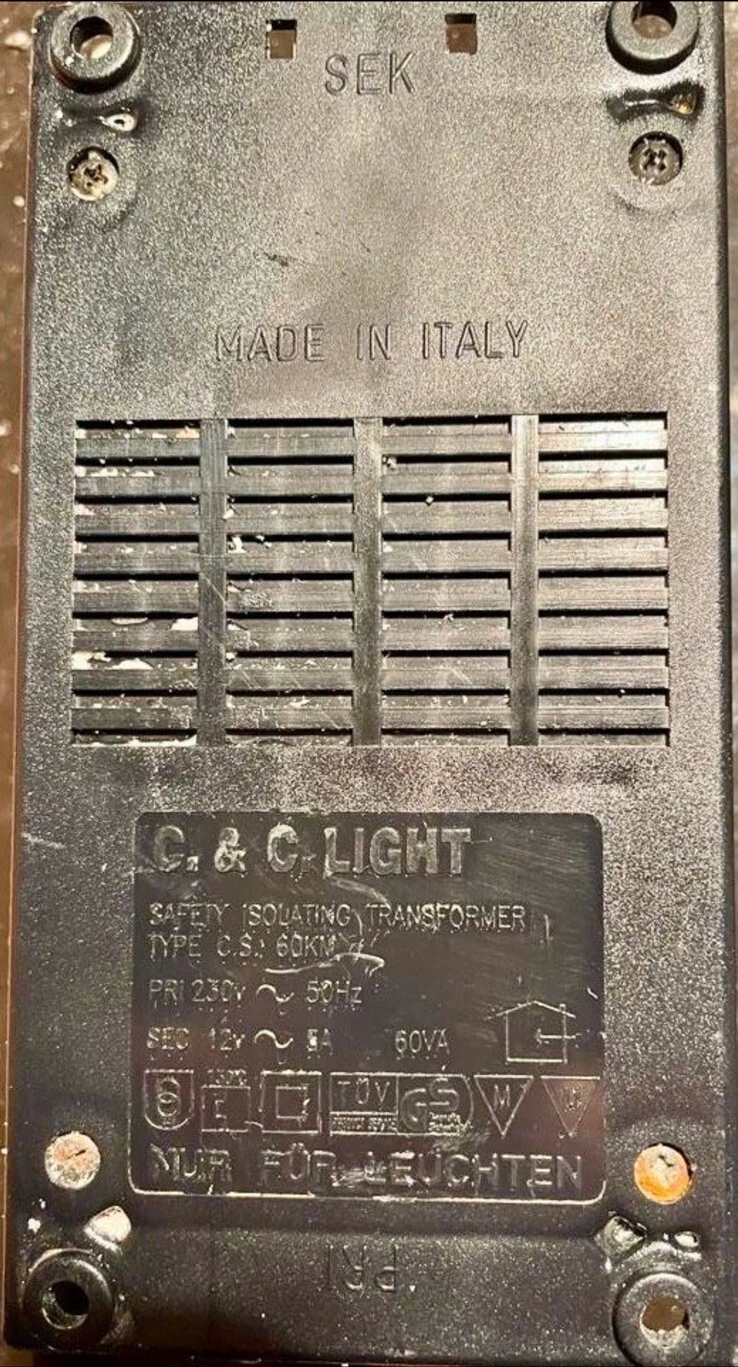 SEK
MADE IN ITALY
C. & C. LIGHT
SAFETY ISOLATING TRANSFORMER
TYPE C.S.: 60KM
PRI 230V ~ 50Hz
SEC 12V ~ 5A 60VA
TÜV GS M M
NUR FÜR LEUCHTEN
PRI